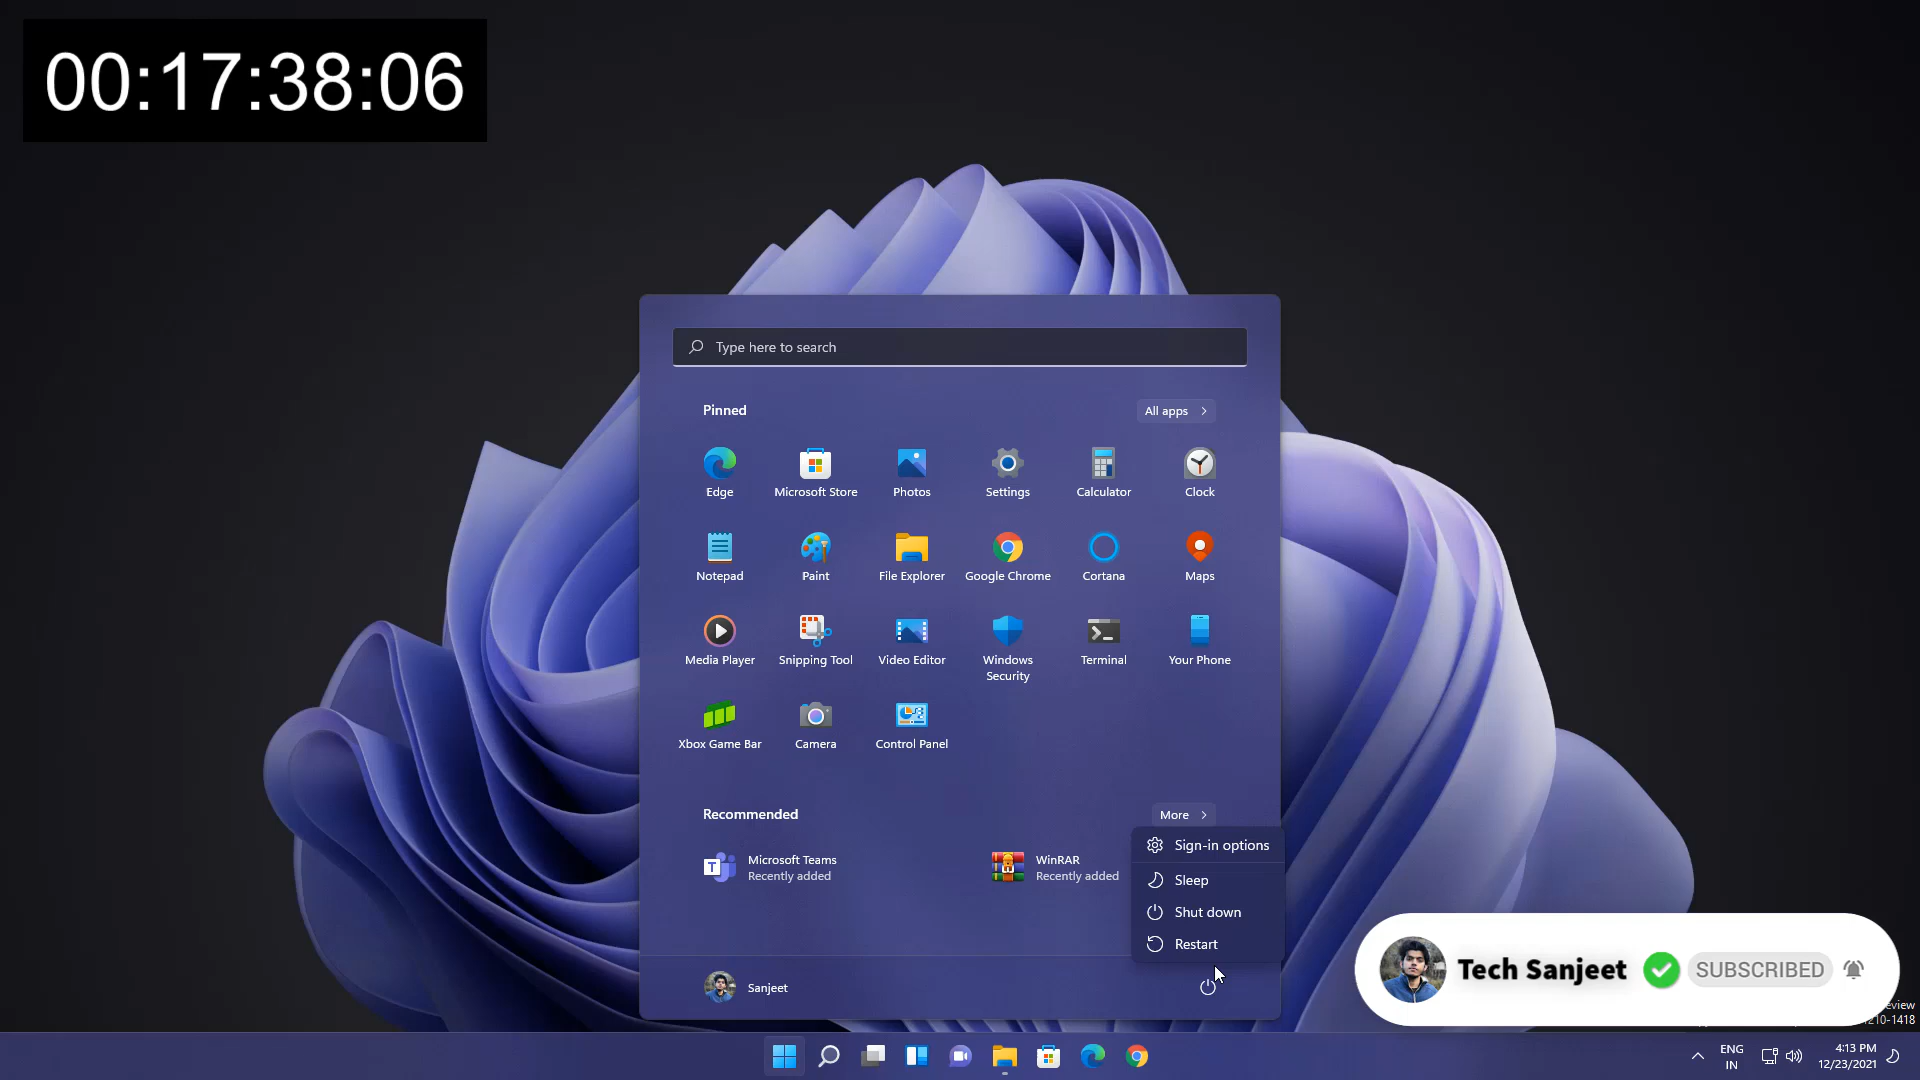 00:17:38:06
Type here to search
Pinned
All apps
Edge
Microsoft Store
Photos
Settings
Calculator
Clock
Notepad
Paint
File Explorer
Google Chrome
Cortana
Maps
Media Player
Snipping Tool
Video Editor
Windows
Security
Terminal
Your Phone
Xbox Game Bar
Camera
Control Panel
Recommended
More
Microsoft Teams
Recently added
WinRAR
Recently added
Sign-in options
Sleep
Shut down
Restart
Sanjeet
Tech Sanjeet
SUBSCRIBED
ENG
IN
4:13 PM
12/23/2021